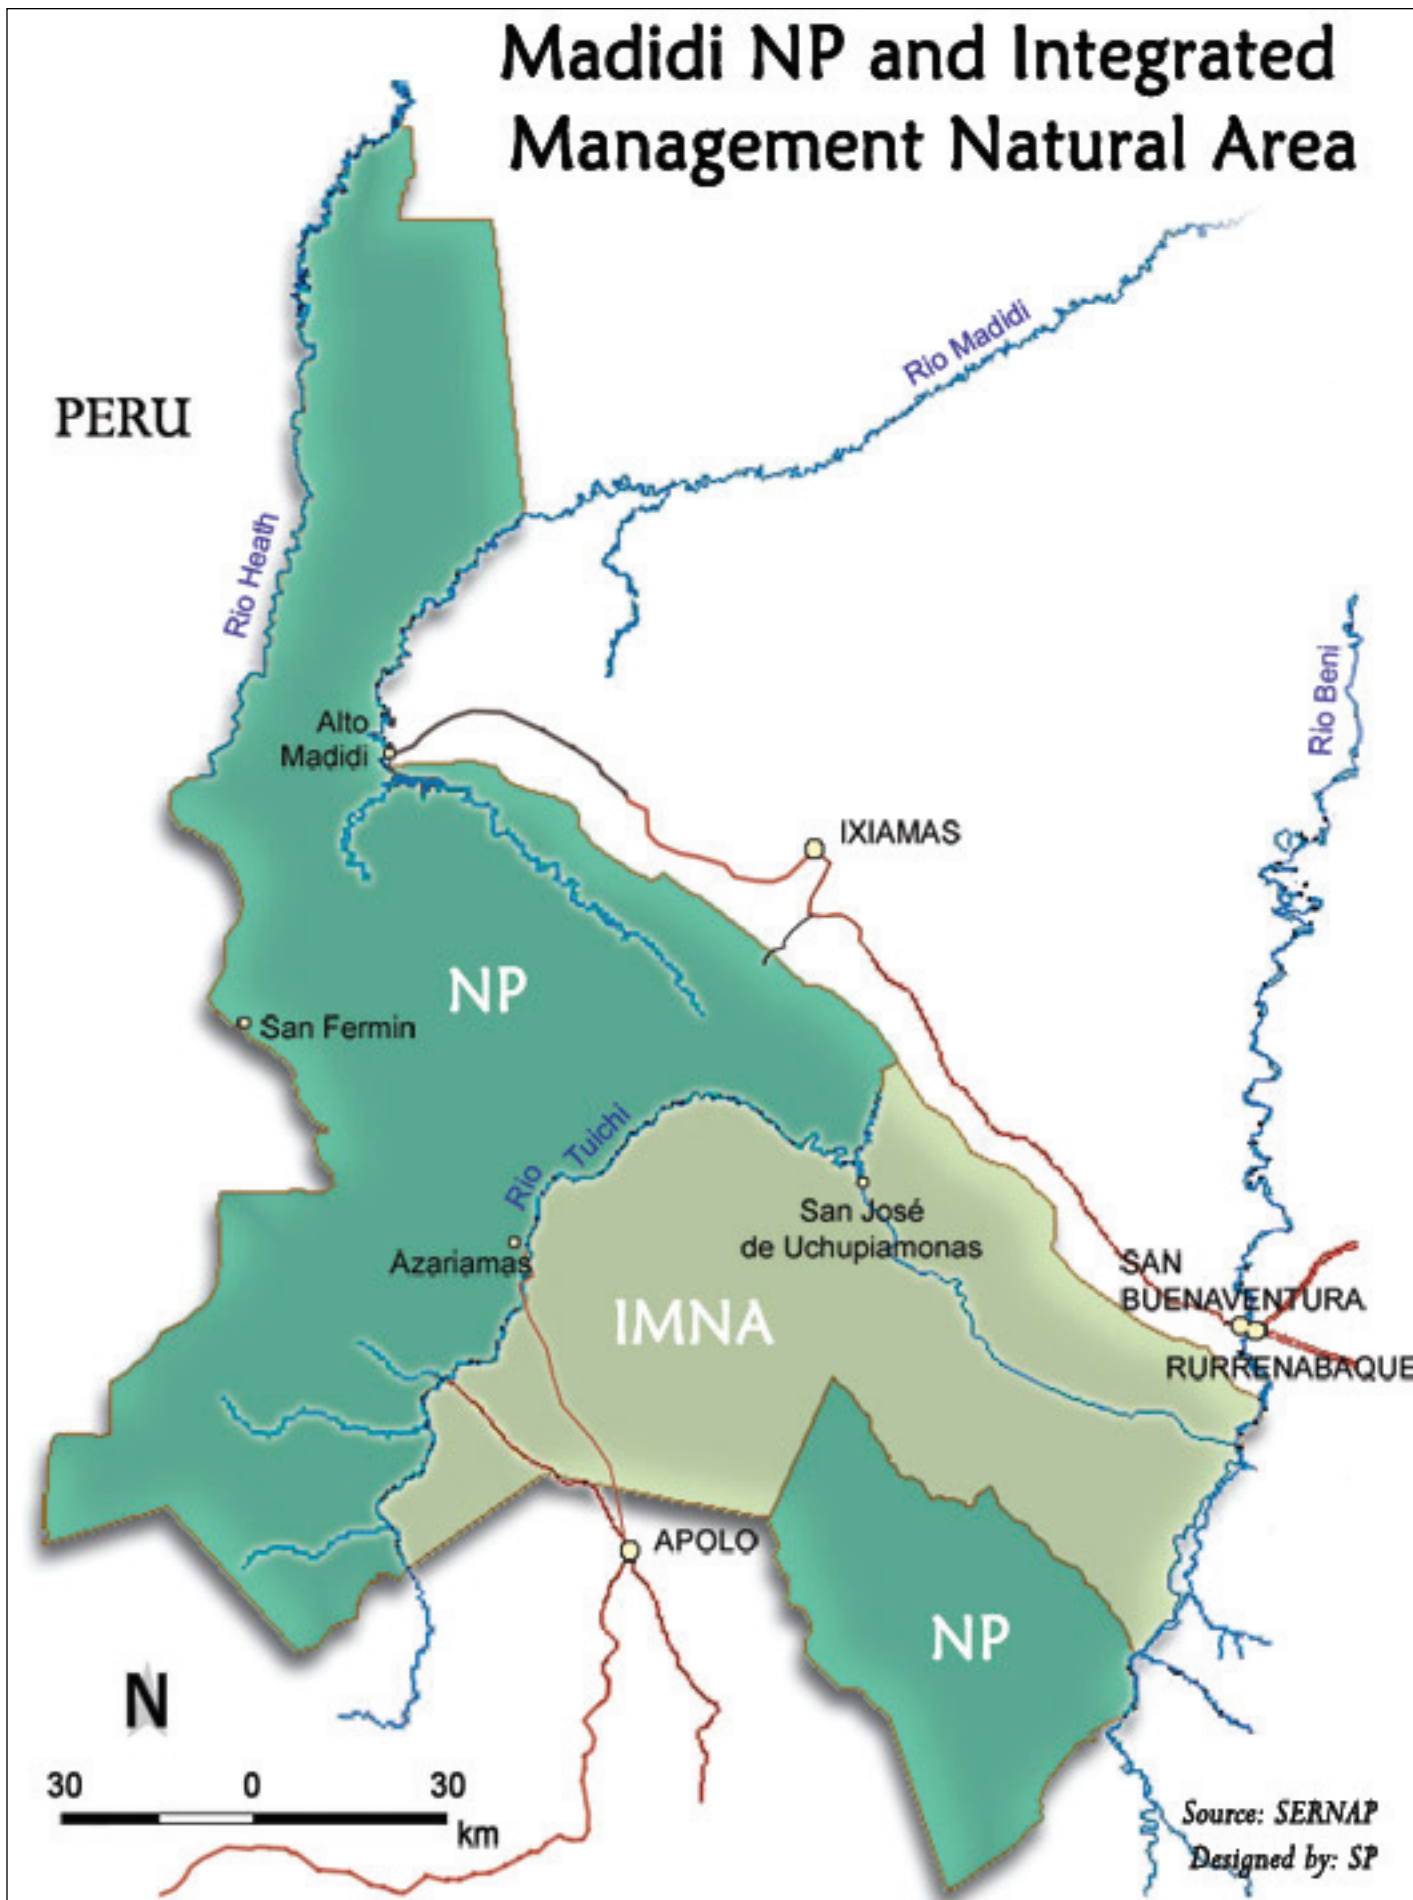 Madidi NP and Integrated
Management Natural Area
Rio Madidi
PERU
Rio Heath
Rio Beni
Alto
Madidi
IXIAMAS
NP
San Fermin
Rio Tuichi
San José
de Uchupiamonas
Azariamas
SAN
BUENAVENTURA
IMNA
RURRENABAQUE
APOLO
NP
N
30 0 30
km
Source: SERNAP
Designed by: SP